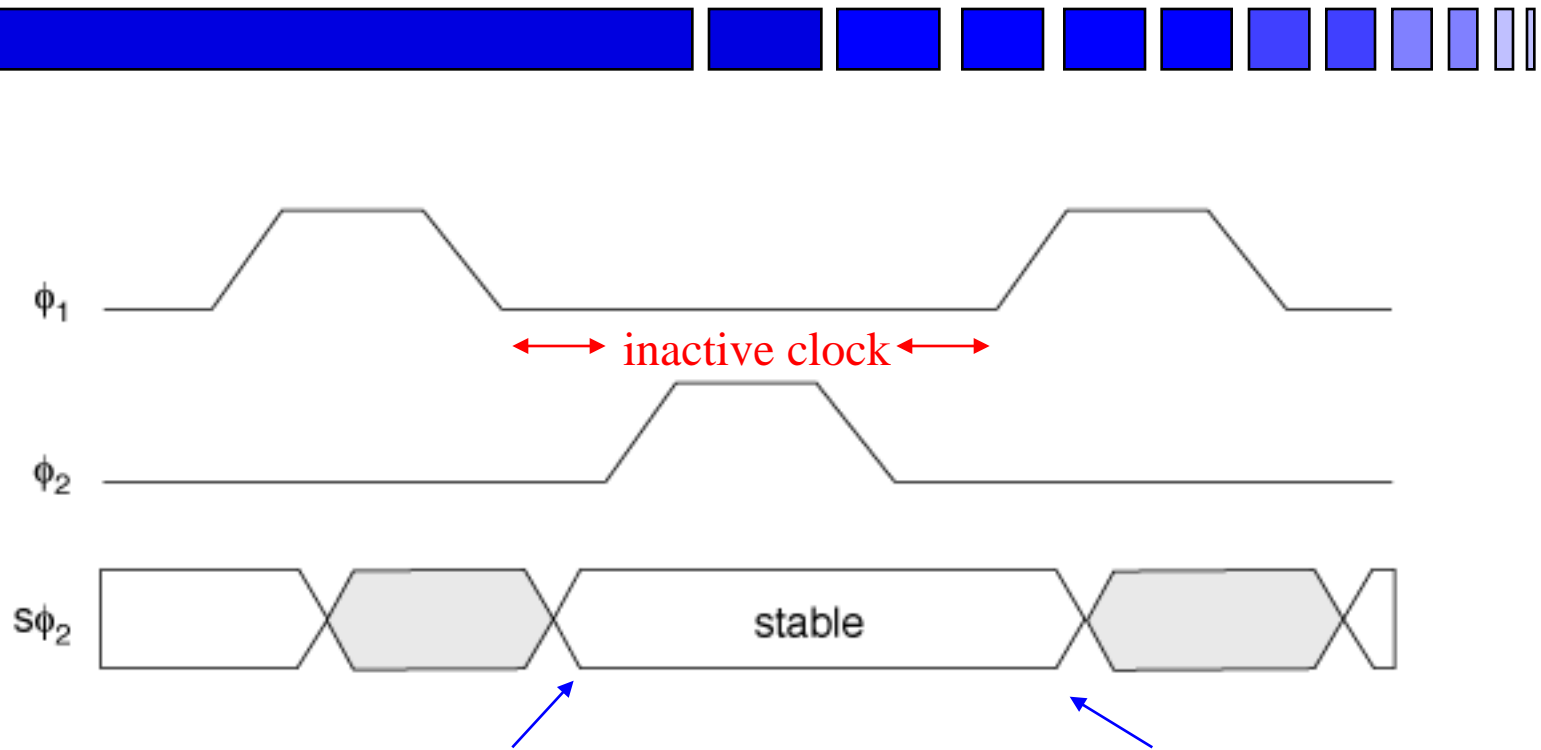 ϕ₁
inactive clock
ϕ₂
sϕ₂
stable